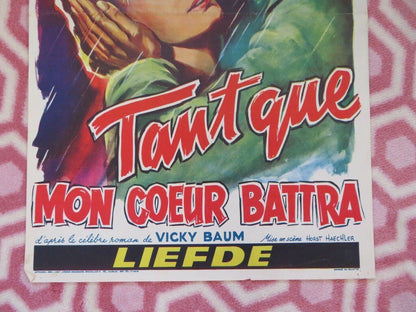 Tant que
MON COEUR BATTRA
d'après le célèbre roman de VICKY BAUM Mise en scène HORST HAECHLER
LIEFDE